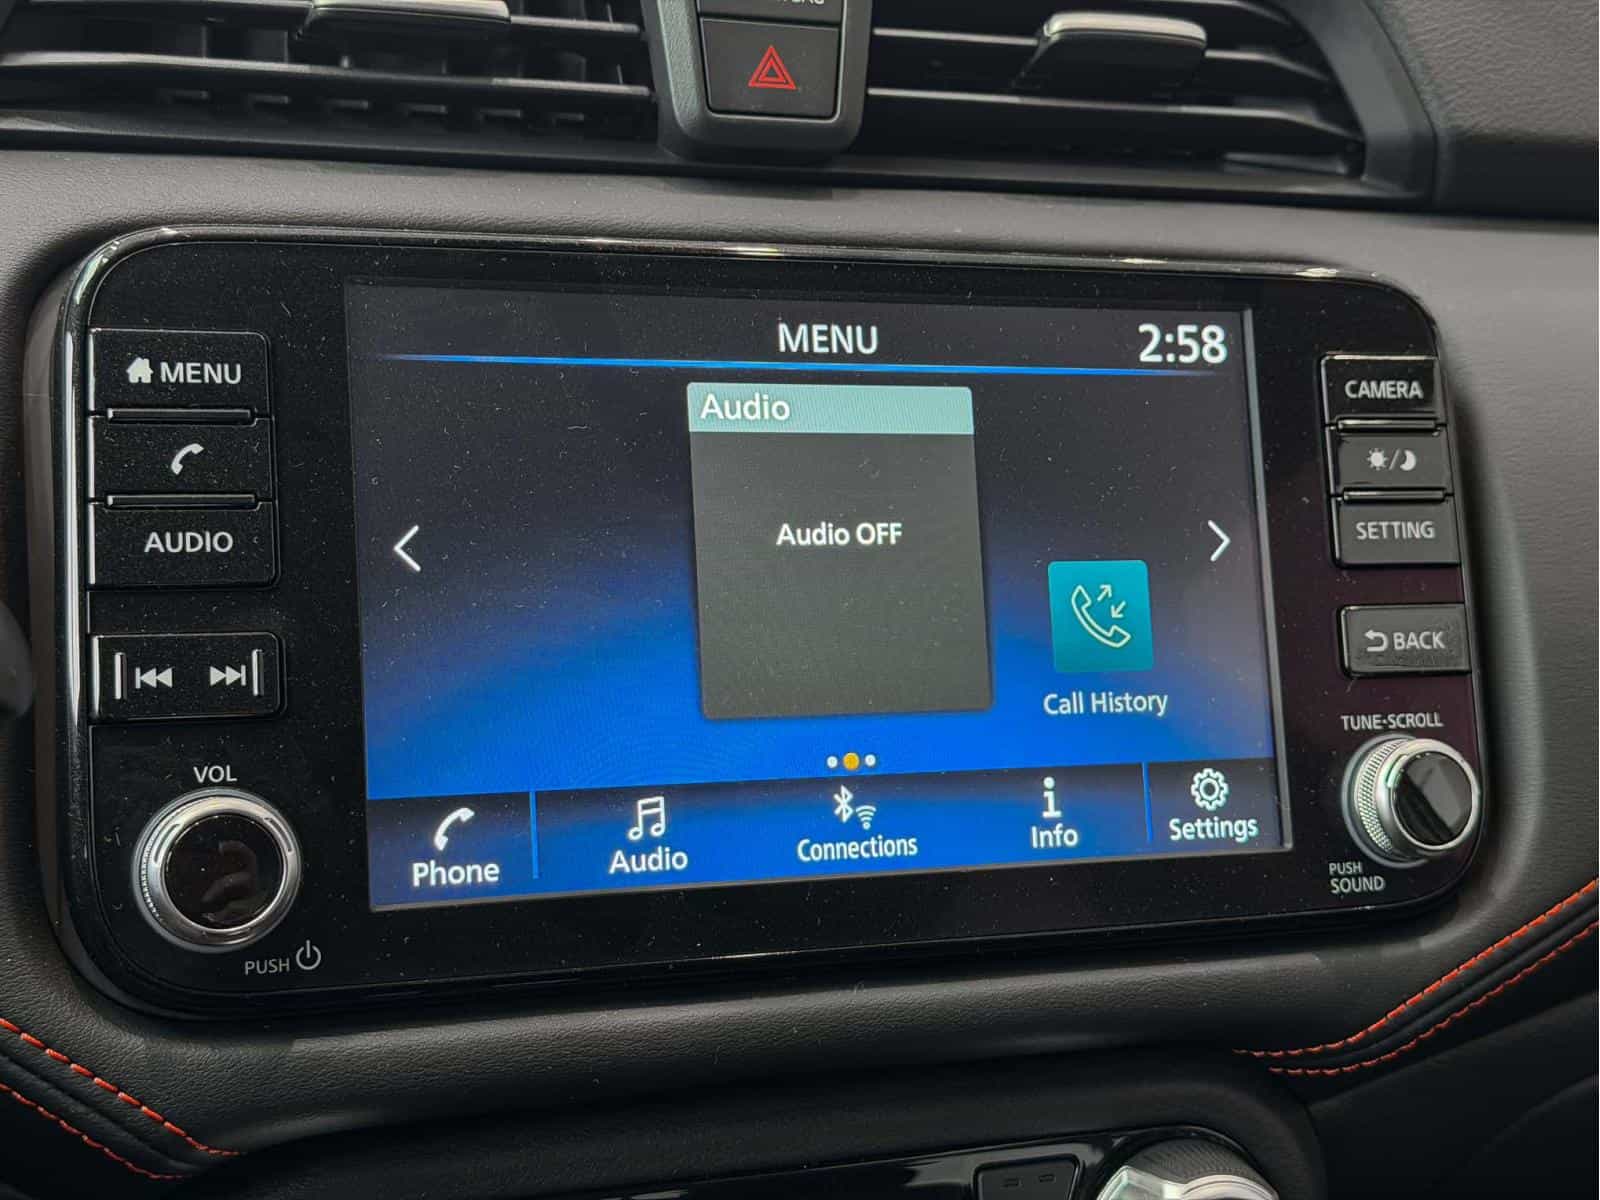 MENU
AUDIO
VOL
PUSH
MENU
2:58
Audio
Audio OFF
Call History
Phone
Audio
Connections
Info
Settings
CAMERA
SETTING
BACK
TUNE·SCROLL
PUSH
SOUND